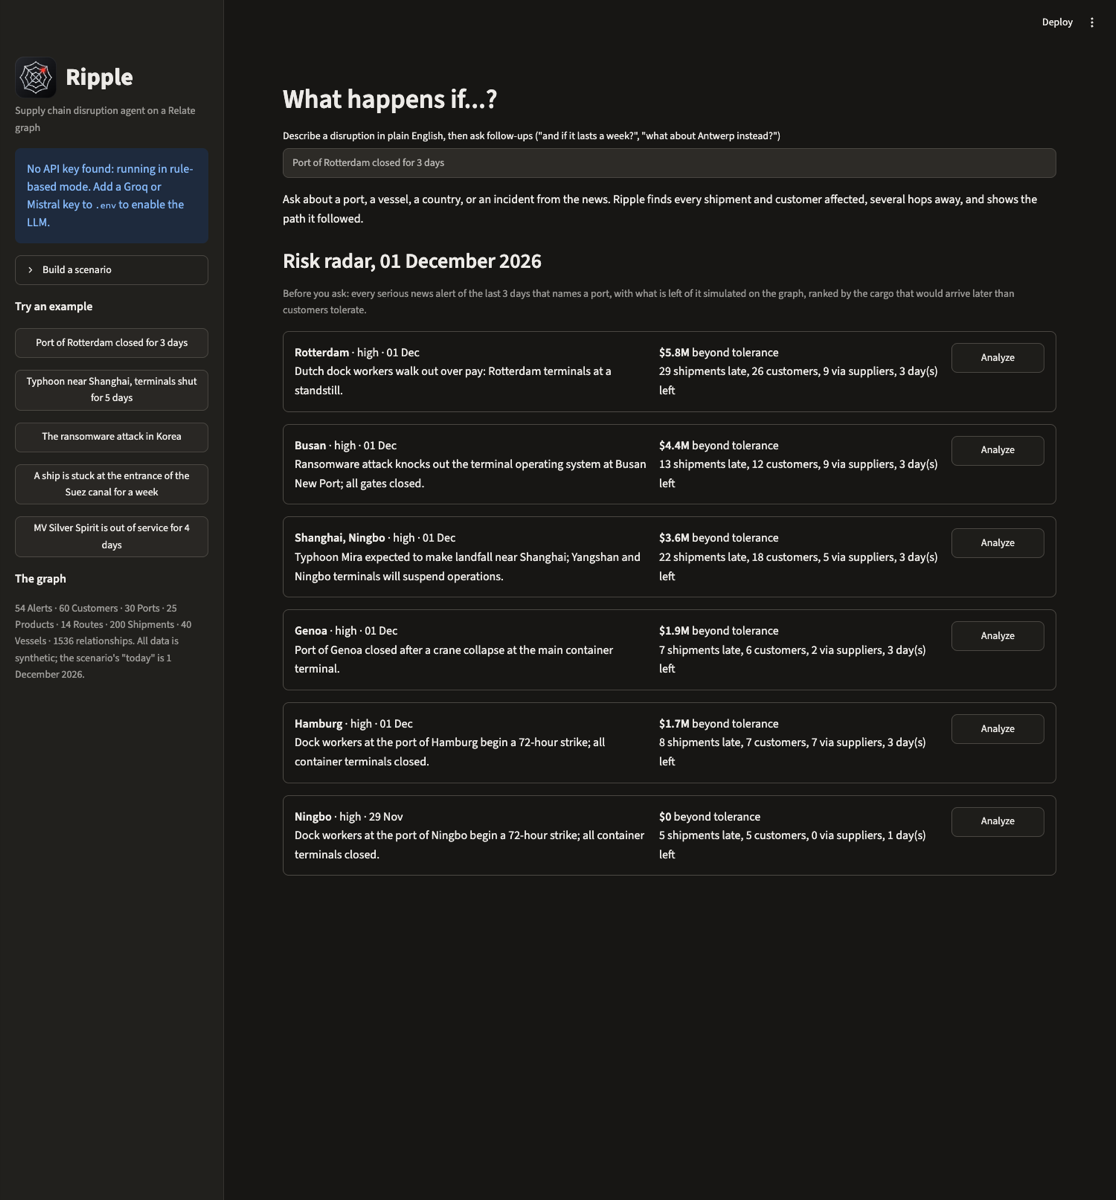 Deploy
Ripple
Supply chain disruption agent on a Relate
graph
No API key found: running in rule-
based mode. Add a Groq or
Mistral key to .env to enable the
LLM.
Build a scenario
Try an example
Port of Rotterdam closed for 3 days
Typhoon near Shanghai, terminals shut
for 5 days
The ransomware attack in Korea
A ship is stuck at the entrance of the
Suez canal for a week
MV Silver Spirit is out of service for 4
days
The graph
54 Alerts · 60 Customers · 30 Ports · 25
Products · 14 Routes · 200 Shipments · 40
Vessels · 1536 relationships. All data is
synthetic; the scenario's "today" is 1
December 2026.
What happens if...?
Describe a disruption in plain English, then ask follow-ups ("and if it lasts a week?", "what about Antwerp instead?")
Port of Rotterdam closed for 3 days
Ask about a port, a vessel, a country, or an incident from the news. Ripple finds every shipment and customer affected, several hops away, and shows the
path it followed.
Risk radar, 01 December 2026
Before you ask: every serious news alert of the last 3 days that names a port, with what is left of it simulated on the graph, ranked by the cargo that would arrive later than
customers tolerate.
Rotterdam · high · 01 Dec
Dutch dock workers walk out over pay: Rotterdam terminals at a
standstill.
$5.8M beyond tolerance
29 shipments late, 26 customers, 9 via suppliers, 3 day(s)
left
Analyze
Busan · high · 01 Dec
Ransomware attack knocks out the terminal operating system at Busan
New Port; all gates closed.
$4.4M beyond tolerance
13 shipments late, 12 customers, 9 via suppliers, 3 day(s)
left
Analyze
Shanghai, Ningbo · high · 01 Dec
Typhoon Mira expected to make landfall near Shanghai; Yangshan and
Ningbo terminals will suspend operations.
$3.6M beyond tolerance
22 shipments late, 18 customers, 5 via suppliers, 3 day(s)
left
Analyze
Genoa · high · 01 Dec
Port of Genoa closed after a crane collapse at the main container
terminal.
$1.9M beyond tolerance
7 shipments late, 6 customers, 2 via suppliers, 3 day(s)
left
Analyze
Hamburg · high · 01 Dec
Dock workers at the port of Hamburg begin a 72-hour strike; all
container terminals closed.
$1.7M beyond tolerance
8 shipments late, 7 customers, 7 via suppliers, 3 day(s)
left
Analyze
Ningbo · high · 29 Nov
Dock workers at the port of Ningbo begin a 72-hour strike; all container
terminals closed.
$0 beyond tolerance
5 shipments late, 5 customers, 0 via suppliers, 1 day(s)
left
Analyze